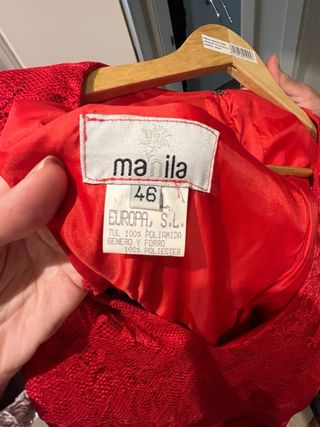 manila
46
EUROPA, S.L.
TUL 100% POLIAMIDA
GENERO Y FORRO
100% POLIESTER